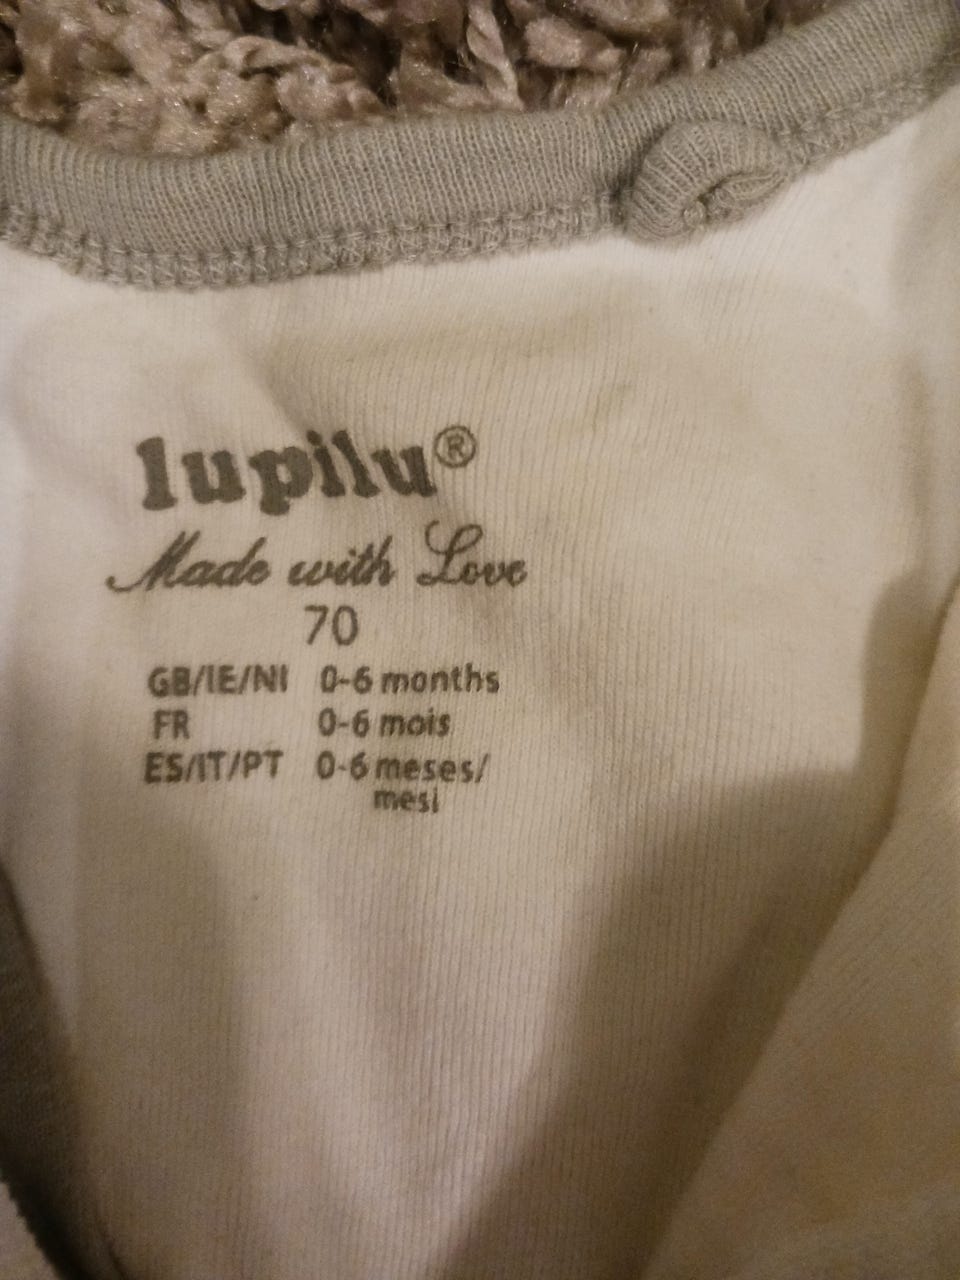 lupilu®
Made with Love
70
GB/IE/NI 0-6 months
FR 0-6 mois
ES/IT/PT 0-6 meses/
mesi